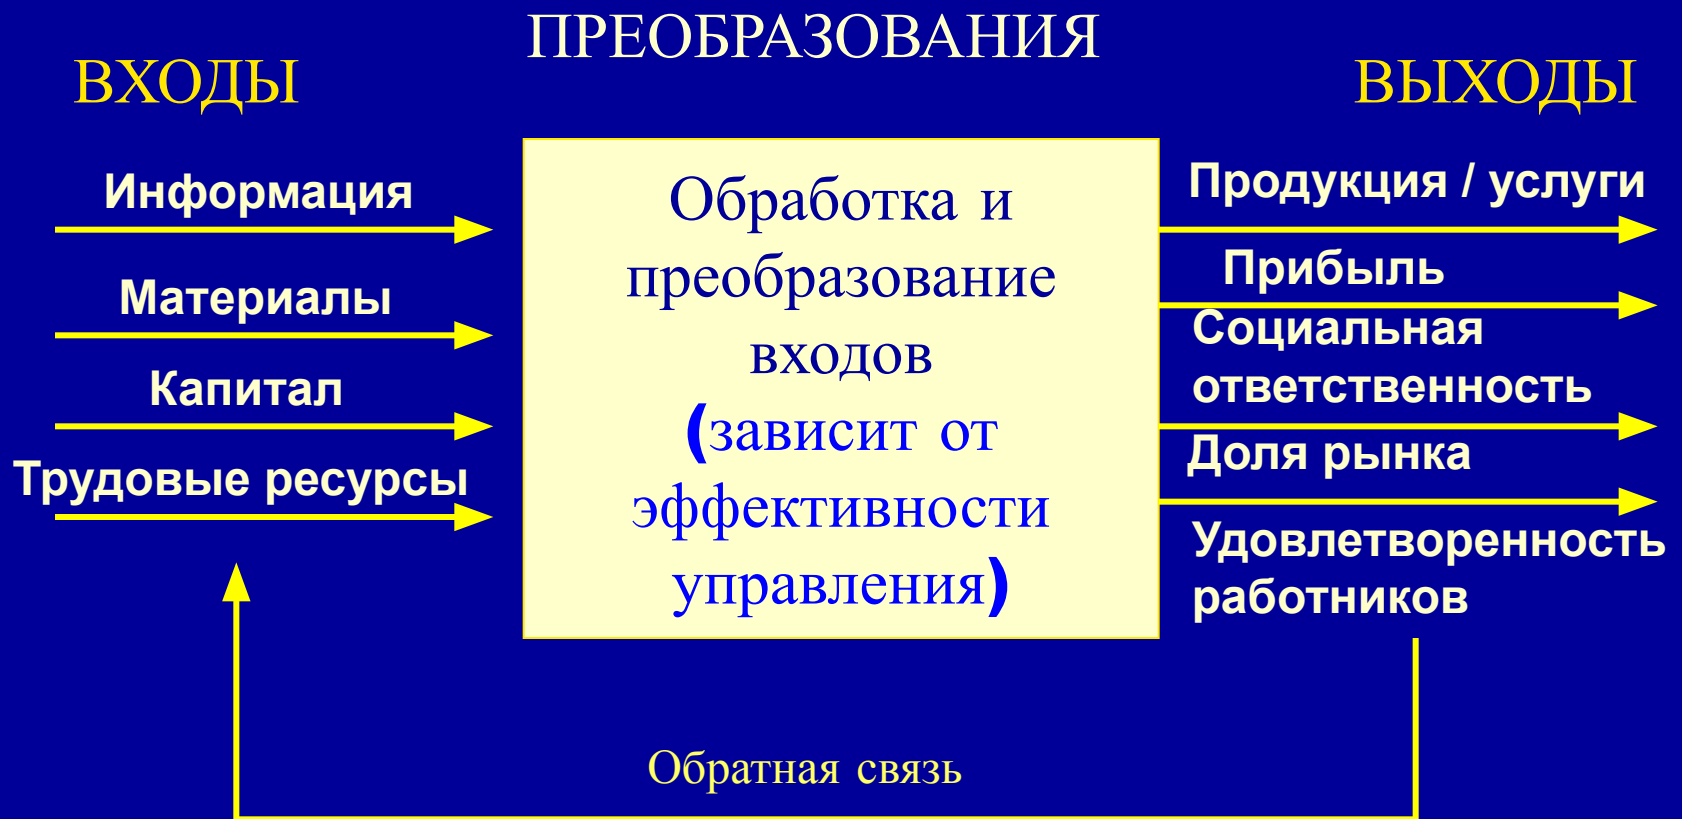 ПРЕОБРАЗОВАНИЯ
ВХОДЫ
ВЫХОДЫ
Информация
Материалы
Капитал
Трудовые ресурсы
Обработка и
преобразование
входов
(зависит от
эффективности
управления)
Продукция / услуги
Прибыль
Социальная
ответственность
Доля рынка
Удовлетворенность
работников
Обратная связь